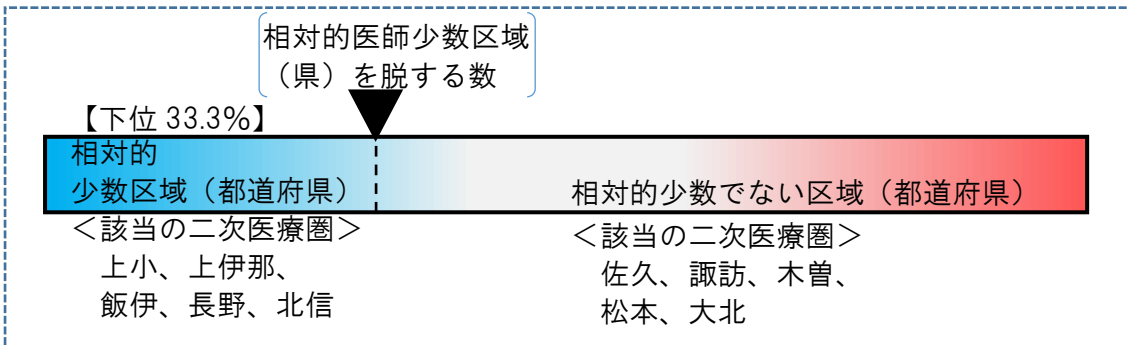 相対的医師少数区域
（県）を脱する数
【下位 33.3%】
相対的
少数区域（都道府県）
相対的少数でない区域（都道府県）
＜該当の二次医療圏＞
上小、上伊那、
飯伊、長野、北信
＜該当の二次医療圏＞
佐久、諏訪、木曽、
松本、大北